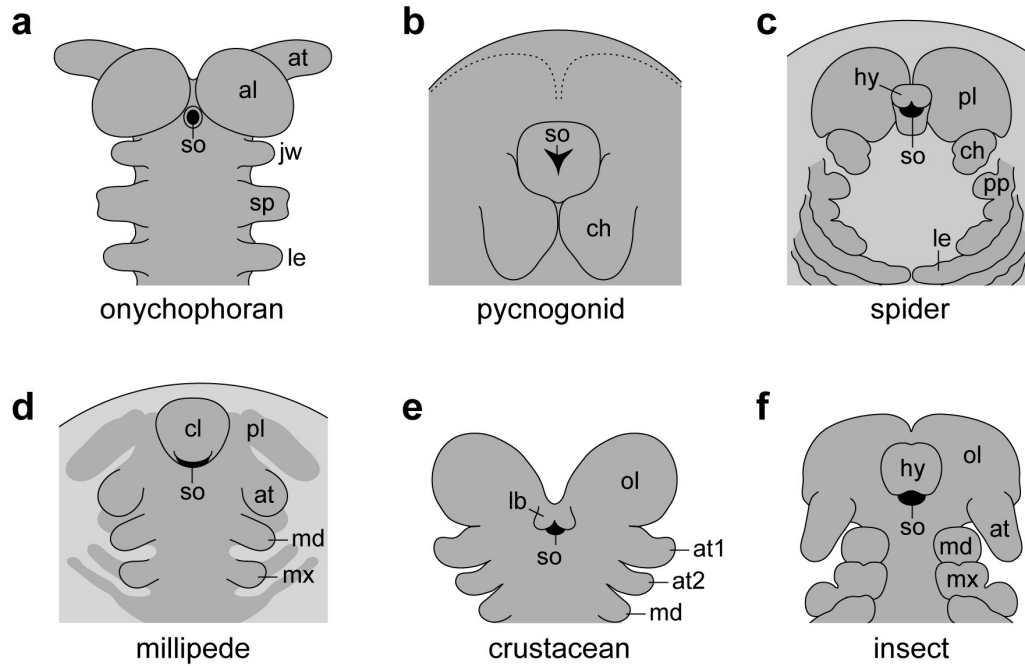 a
at
al
so
jw
sp
le
onychophoran
b
so
ch
pycnogonid
c
hy
pl
so
ch
pp
le
spider
d
cl
pl
so
at
md
mx
millipede
e
ol
lb
so
at1
at2
md
crustacean
f
hy
ol
so
at
md
mx
insect